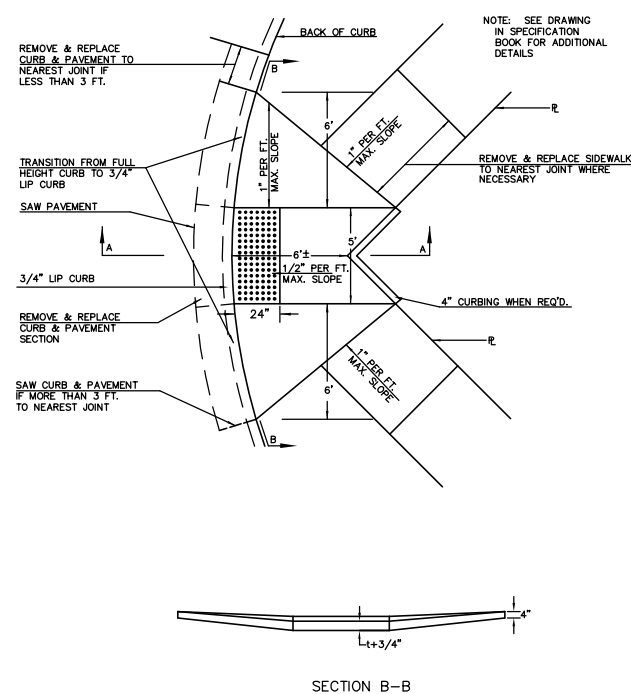 NOTE: SEE DRAWING
IN SPECIFICATION
BOOK FOR ADDITIONAL
DETAILS
BACK OF CURB
REMOVE & REPLACE
CURB & PAVEMENT TO
NEAREST JOINT IF
LESS THAN 3 FT.
B
6'
1" PER FT.
MAX. SLOPE
1" PER FT.
MAX. SLOPE
PL
REMOVE & REPLACE SIDEWALK
TO NEAREST JOINT WHERE
NECESSARY
TRANSITION FROM FULL
HEIGHT CURB TO 3/4"
LIP CURB
SAW PAVEMENT
A
6'±
5'
A
1/2" PER FT.
MAX. SLOPE
3/4" LIP CURB
24"
4" CURBING WHEN REQ'D.
REMOVE & REPLACE
CURB & PAVEMENT
SECTION
PL
1" PER FT.
MAX. SLOPE
SAW CURB & PAVEMENT
IF MORE THAN 3 FT.
TO NEAREST JOINT
6'
B
4"
t+3/4"
SECTION B-B